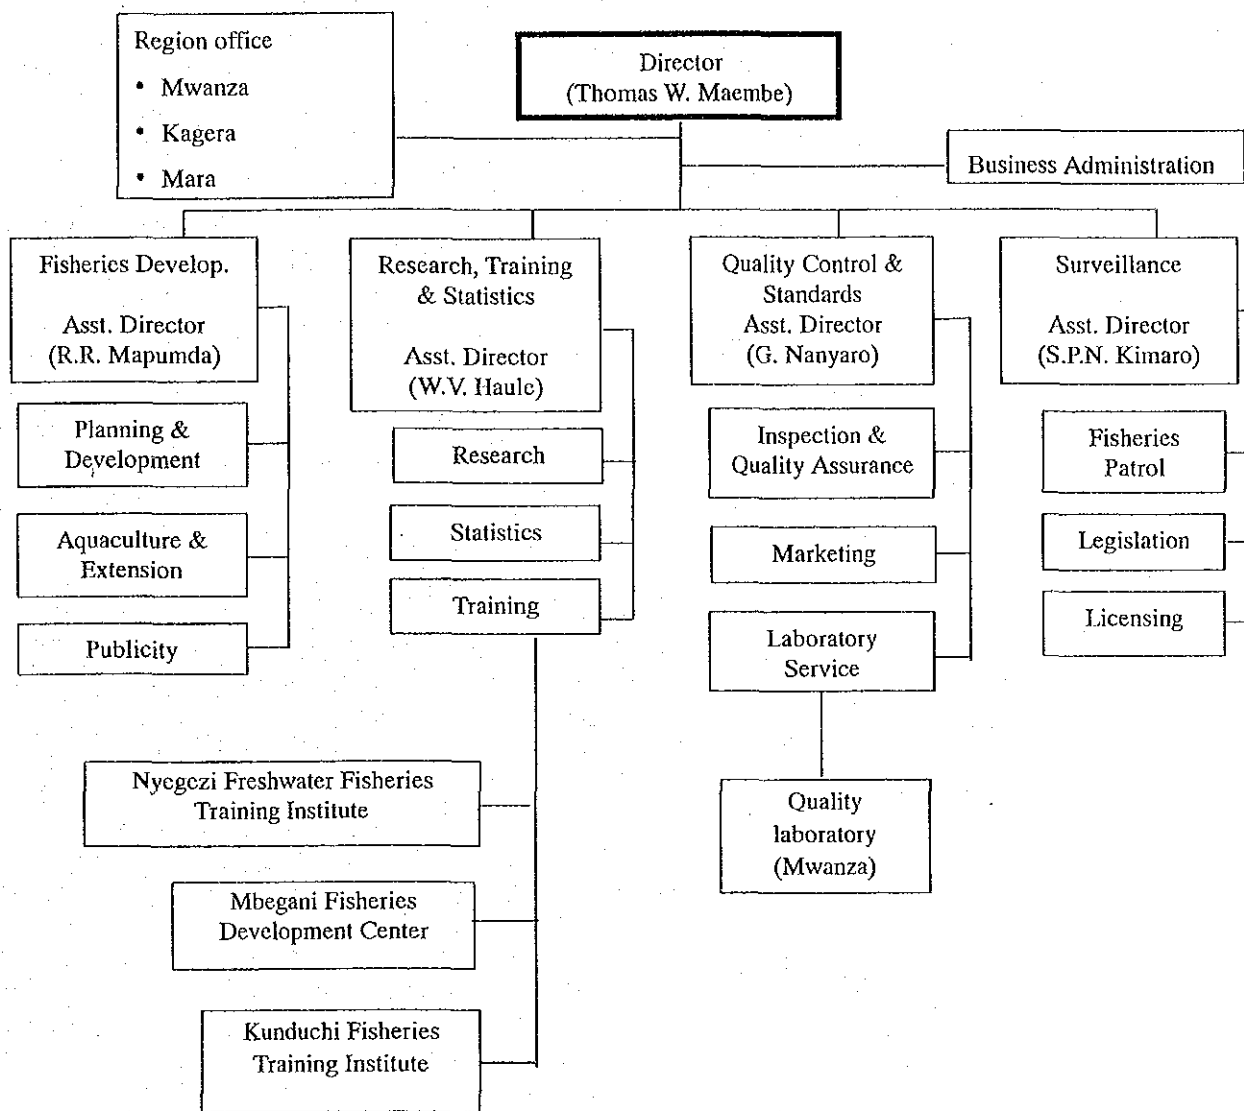 Region office
• Mwanza
• Kagera
• Mara
Director
(Thomas W. Maembe)
Business Administration
Fisheries Develop.
Asst. Director
(R.R. Mapumda)
Planning &
Development
Aquaculture &
Extension
Publicity
Research, Training
& Statistics
Asst. Director
(W.V. Haule)
Research
Statistics
Training
Nyegezi Freshwater Fisheries
Training Institute
Mbegani Fisheries
Development Center
Kunduchi Fisheries
Training Institute
Quality Control &
Standards
Asst. Director
(G. Nanyaro)
Inspection &
Quality Assurance
Marketing
Laboratory
Service
Quality
laboratory
(Mwanza)
Surveillance
Asst. Director
(S.P.N. Kimaro)
Fisheries
Patrol
Legislation
Licensing